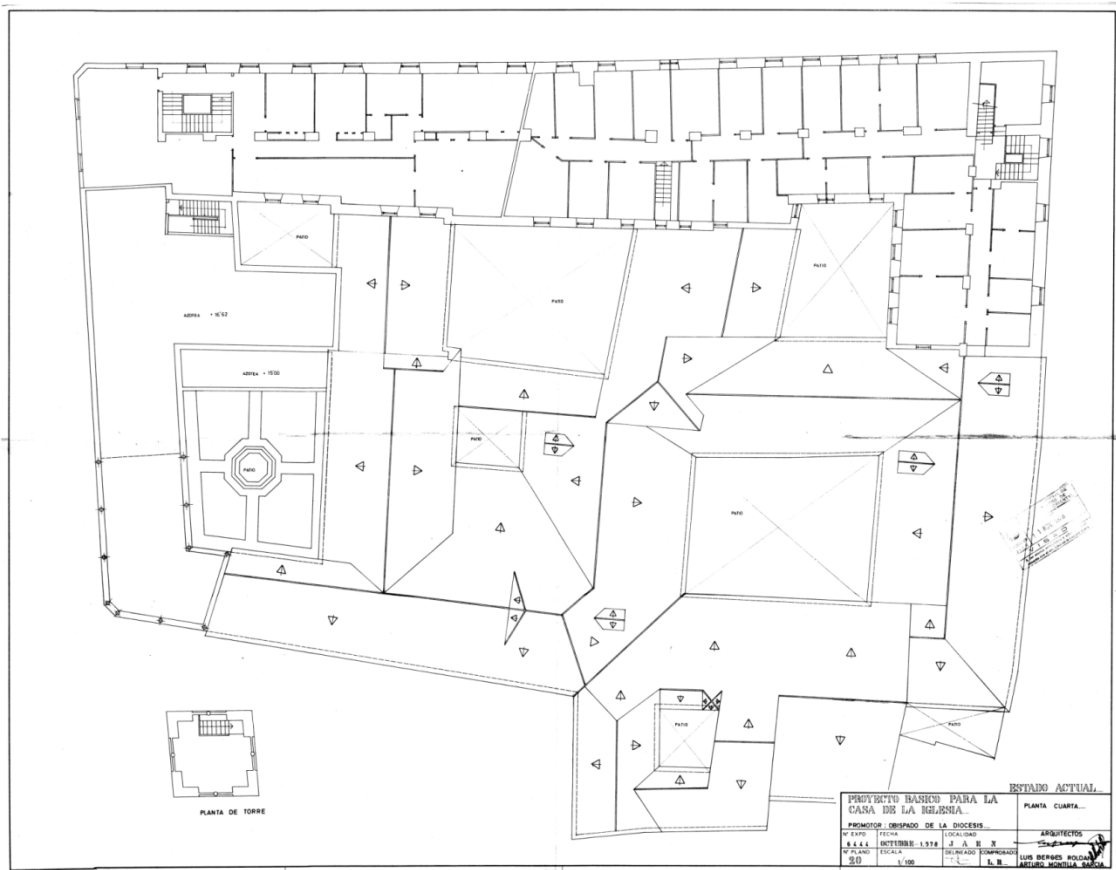 PATIO
PATIO
PATIO
AZOTEA + 16'62
AZOTEA + 15'00
PATIO
PATIO
PATIO
PATIO
PATIO
PLANTA DE TORRE
ESTADO ACTUAL
PROYECTO BASICO PARA LA
CASA DE LA IGLESIA
PLANTA CUARTA
PROMOTOR : OBISPADO DE LA DIOCESIS
ARQUITECTOS
Nº EXPD FECHA LOCALIDAD
6444 OCTUBRE-1.978 JAEN
Nº PLANO ESCALA DELINEADO COMPROBADO
20 1/100 L.B.
LUIS BERGES ROLDAN
ARTURO MONTILLA GARCIA